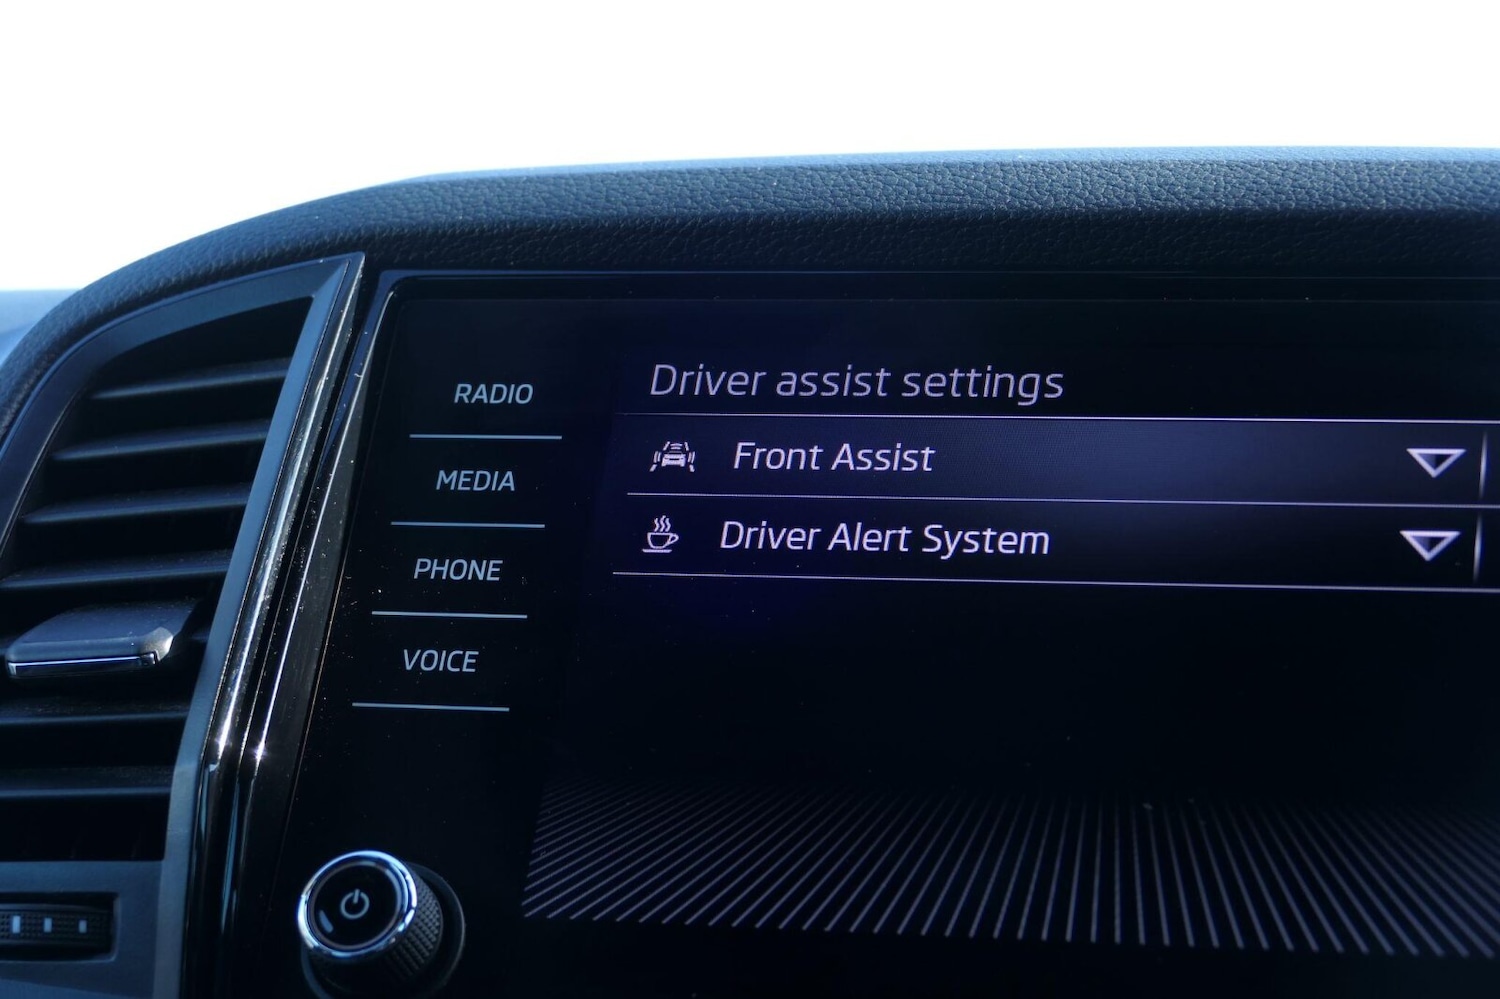 RADIO
MEDIA
PHONE
VOICE
Driver assist settings
Front Assist
Driver Alert System